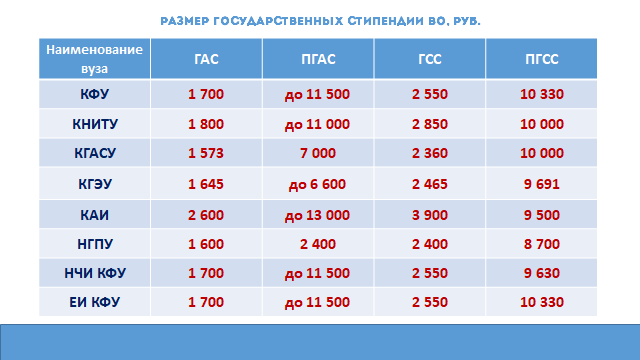 РАЗМЕР ГОСУДАРСТВЕННЫХ СТИПЕНДИИ ВО, РУБ.
Наименование вуза ГАС ПГАС ГСС ПГСС
КФУ 1 700 до 11 500 2 550 10 330
КНИТУ 1 800 до 11 000 2 850 10 000
КГАСУ 1 573 7 000 2 360 10 000
КГЭУ 1 645 до 6 600 2 465 9 691
КАИ 2 600 до 13 000 3 900 9 500
НГПУ 1 600 2 400 2 400 8 700
НЧИ КФУ 1 700 до 11 500 2 550 9 630
ЕИ КФУ 1 700 до 11 500 2 550 10 330